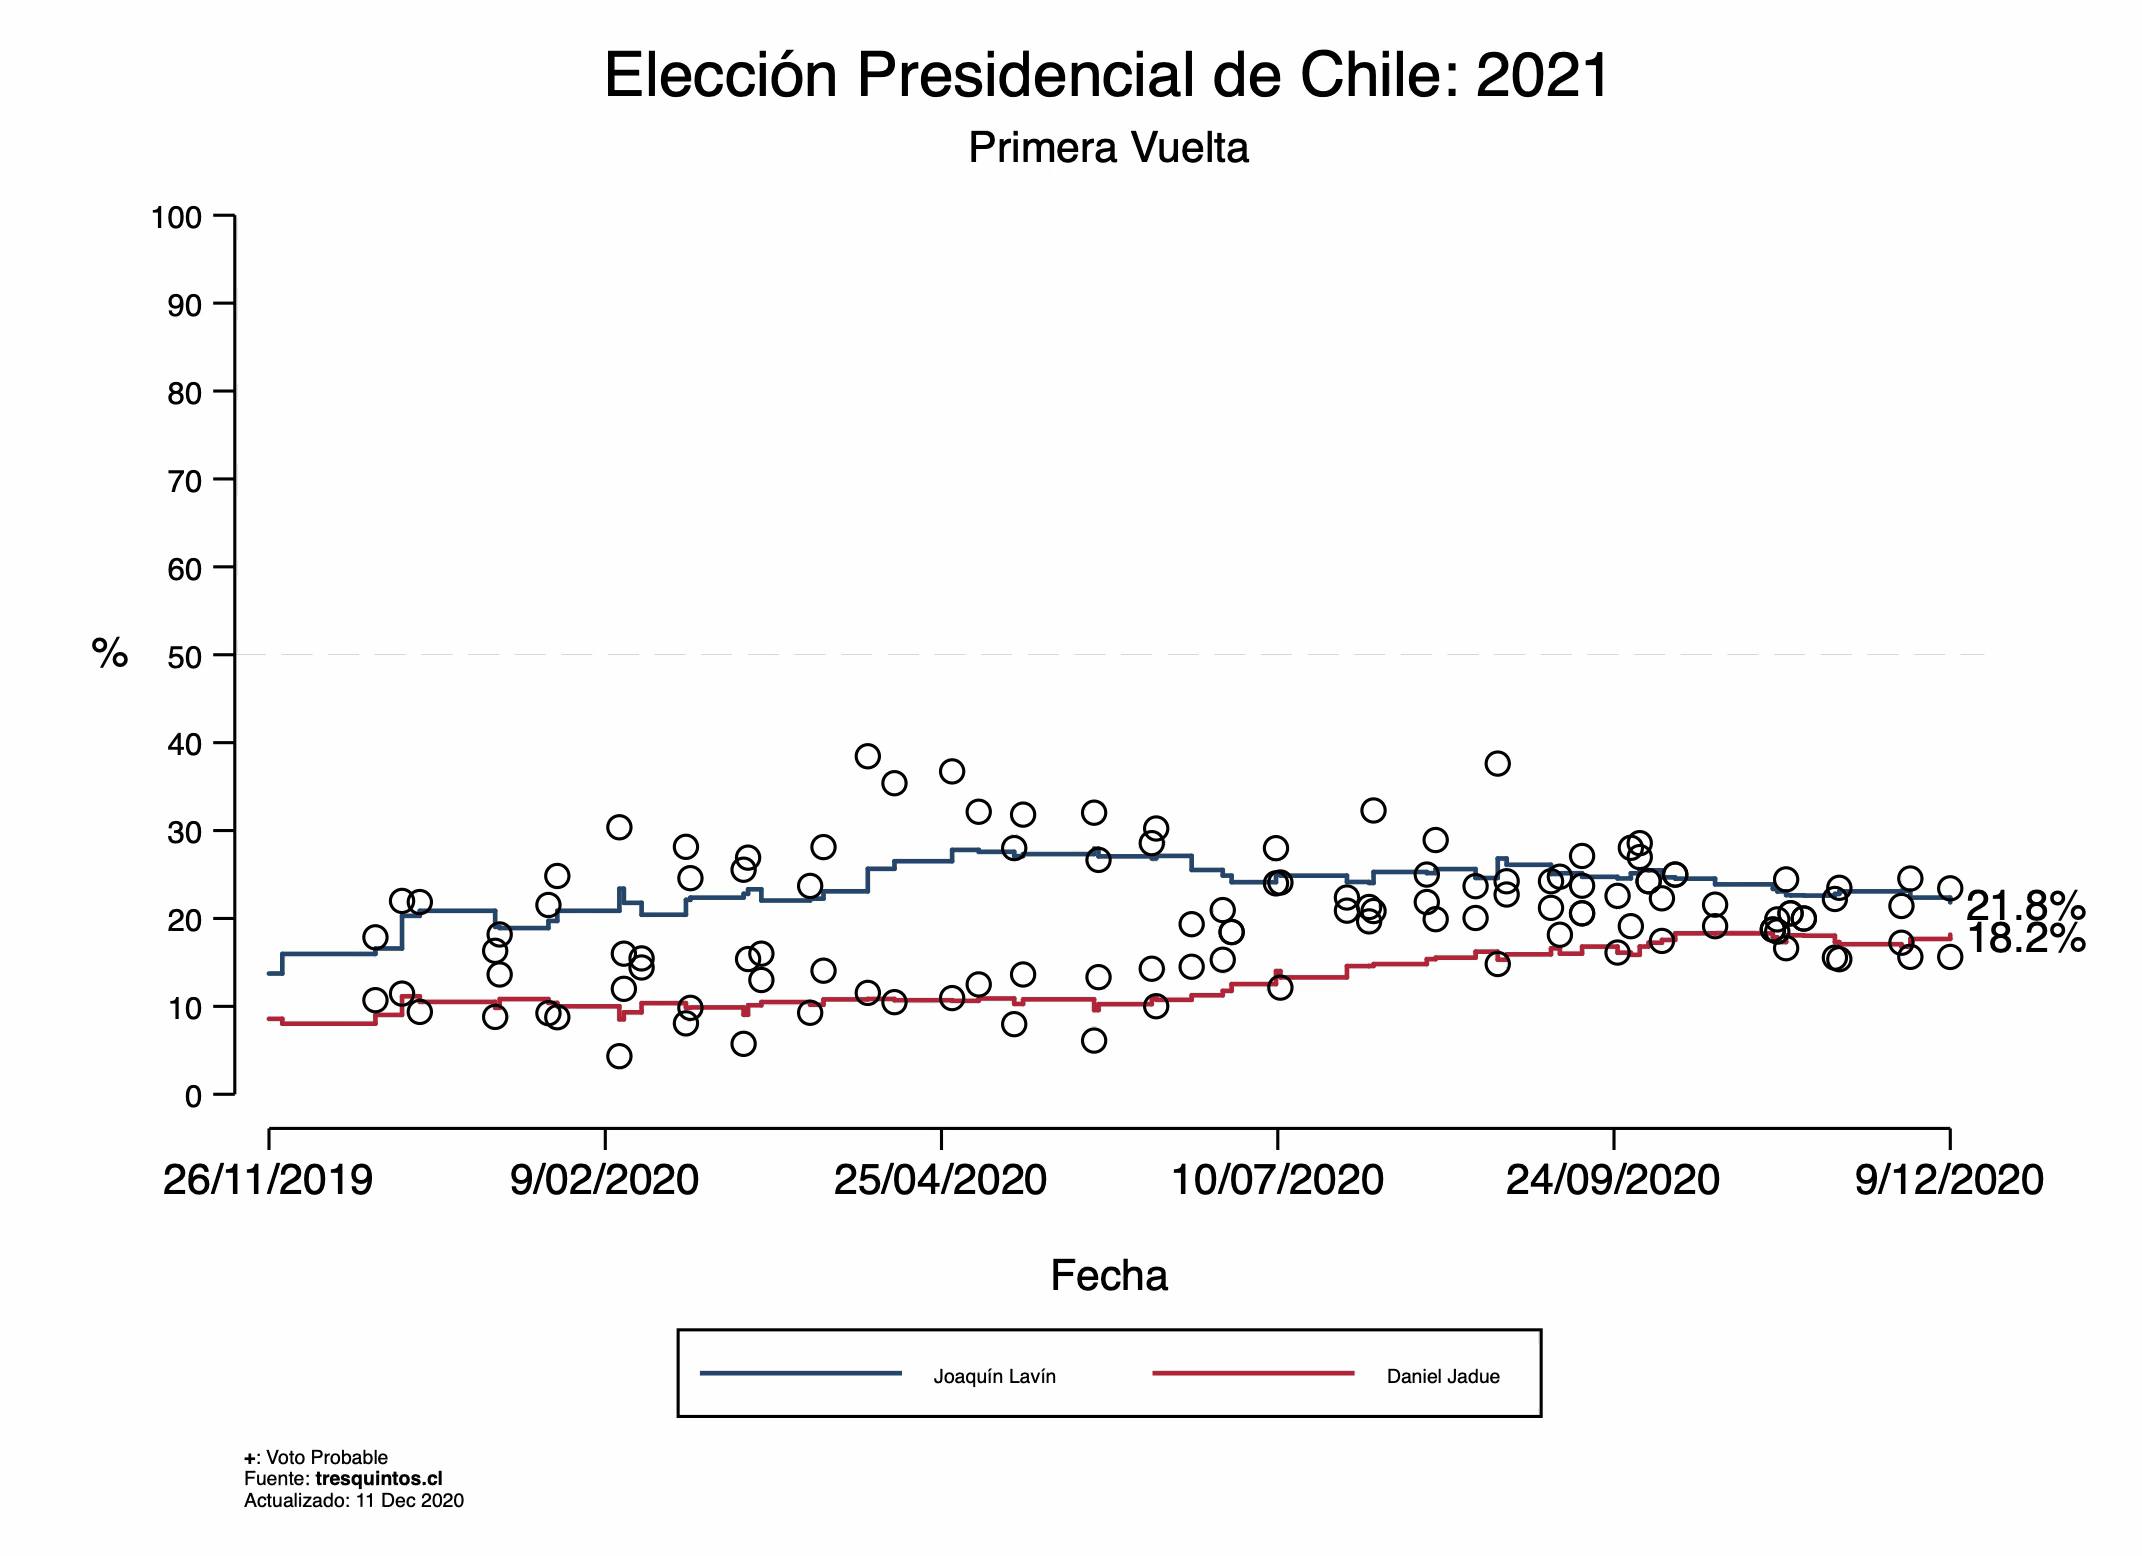 Elección Presidencial de Chile: 2021
Primera Vuelta
100
90
80
70
60
% 50
40
30
20
10
0
21.8%
18.2%
26/11/2019 9/02/2020 25/04/2020 10/07/2020 24/09/2020 9/12/2020
Fecha
Joaquín Lavín Daniel Jadue
+: Voto Probable
Fuente: tresquintos.cl
Actualizado: 11 Dec 2020